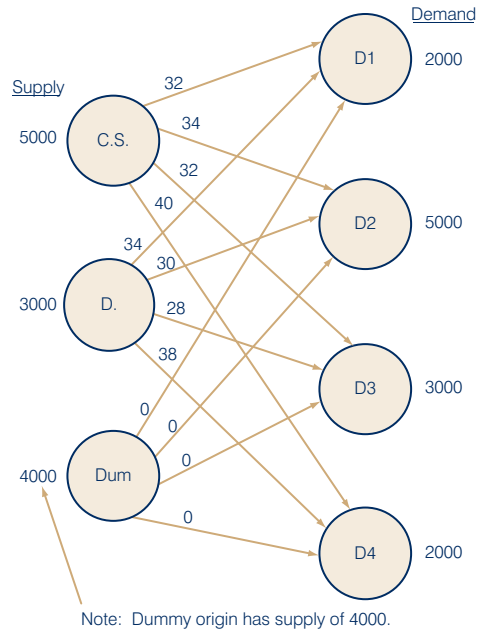 Demand
D1
2000
Supply
32
5000
C.S.
34
32
40
D2
5000
34
30
3000
D.
28
38
D3
3000
0
0
0
4000
Dum
0
D4
2000
Note: Dummy origin has supply of 4000.